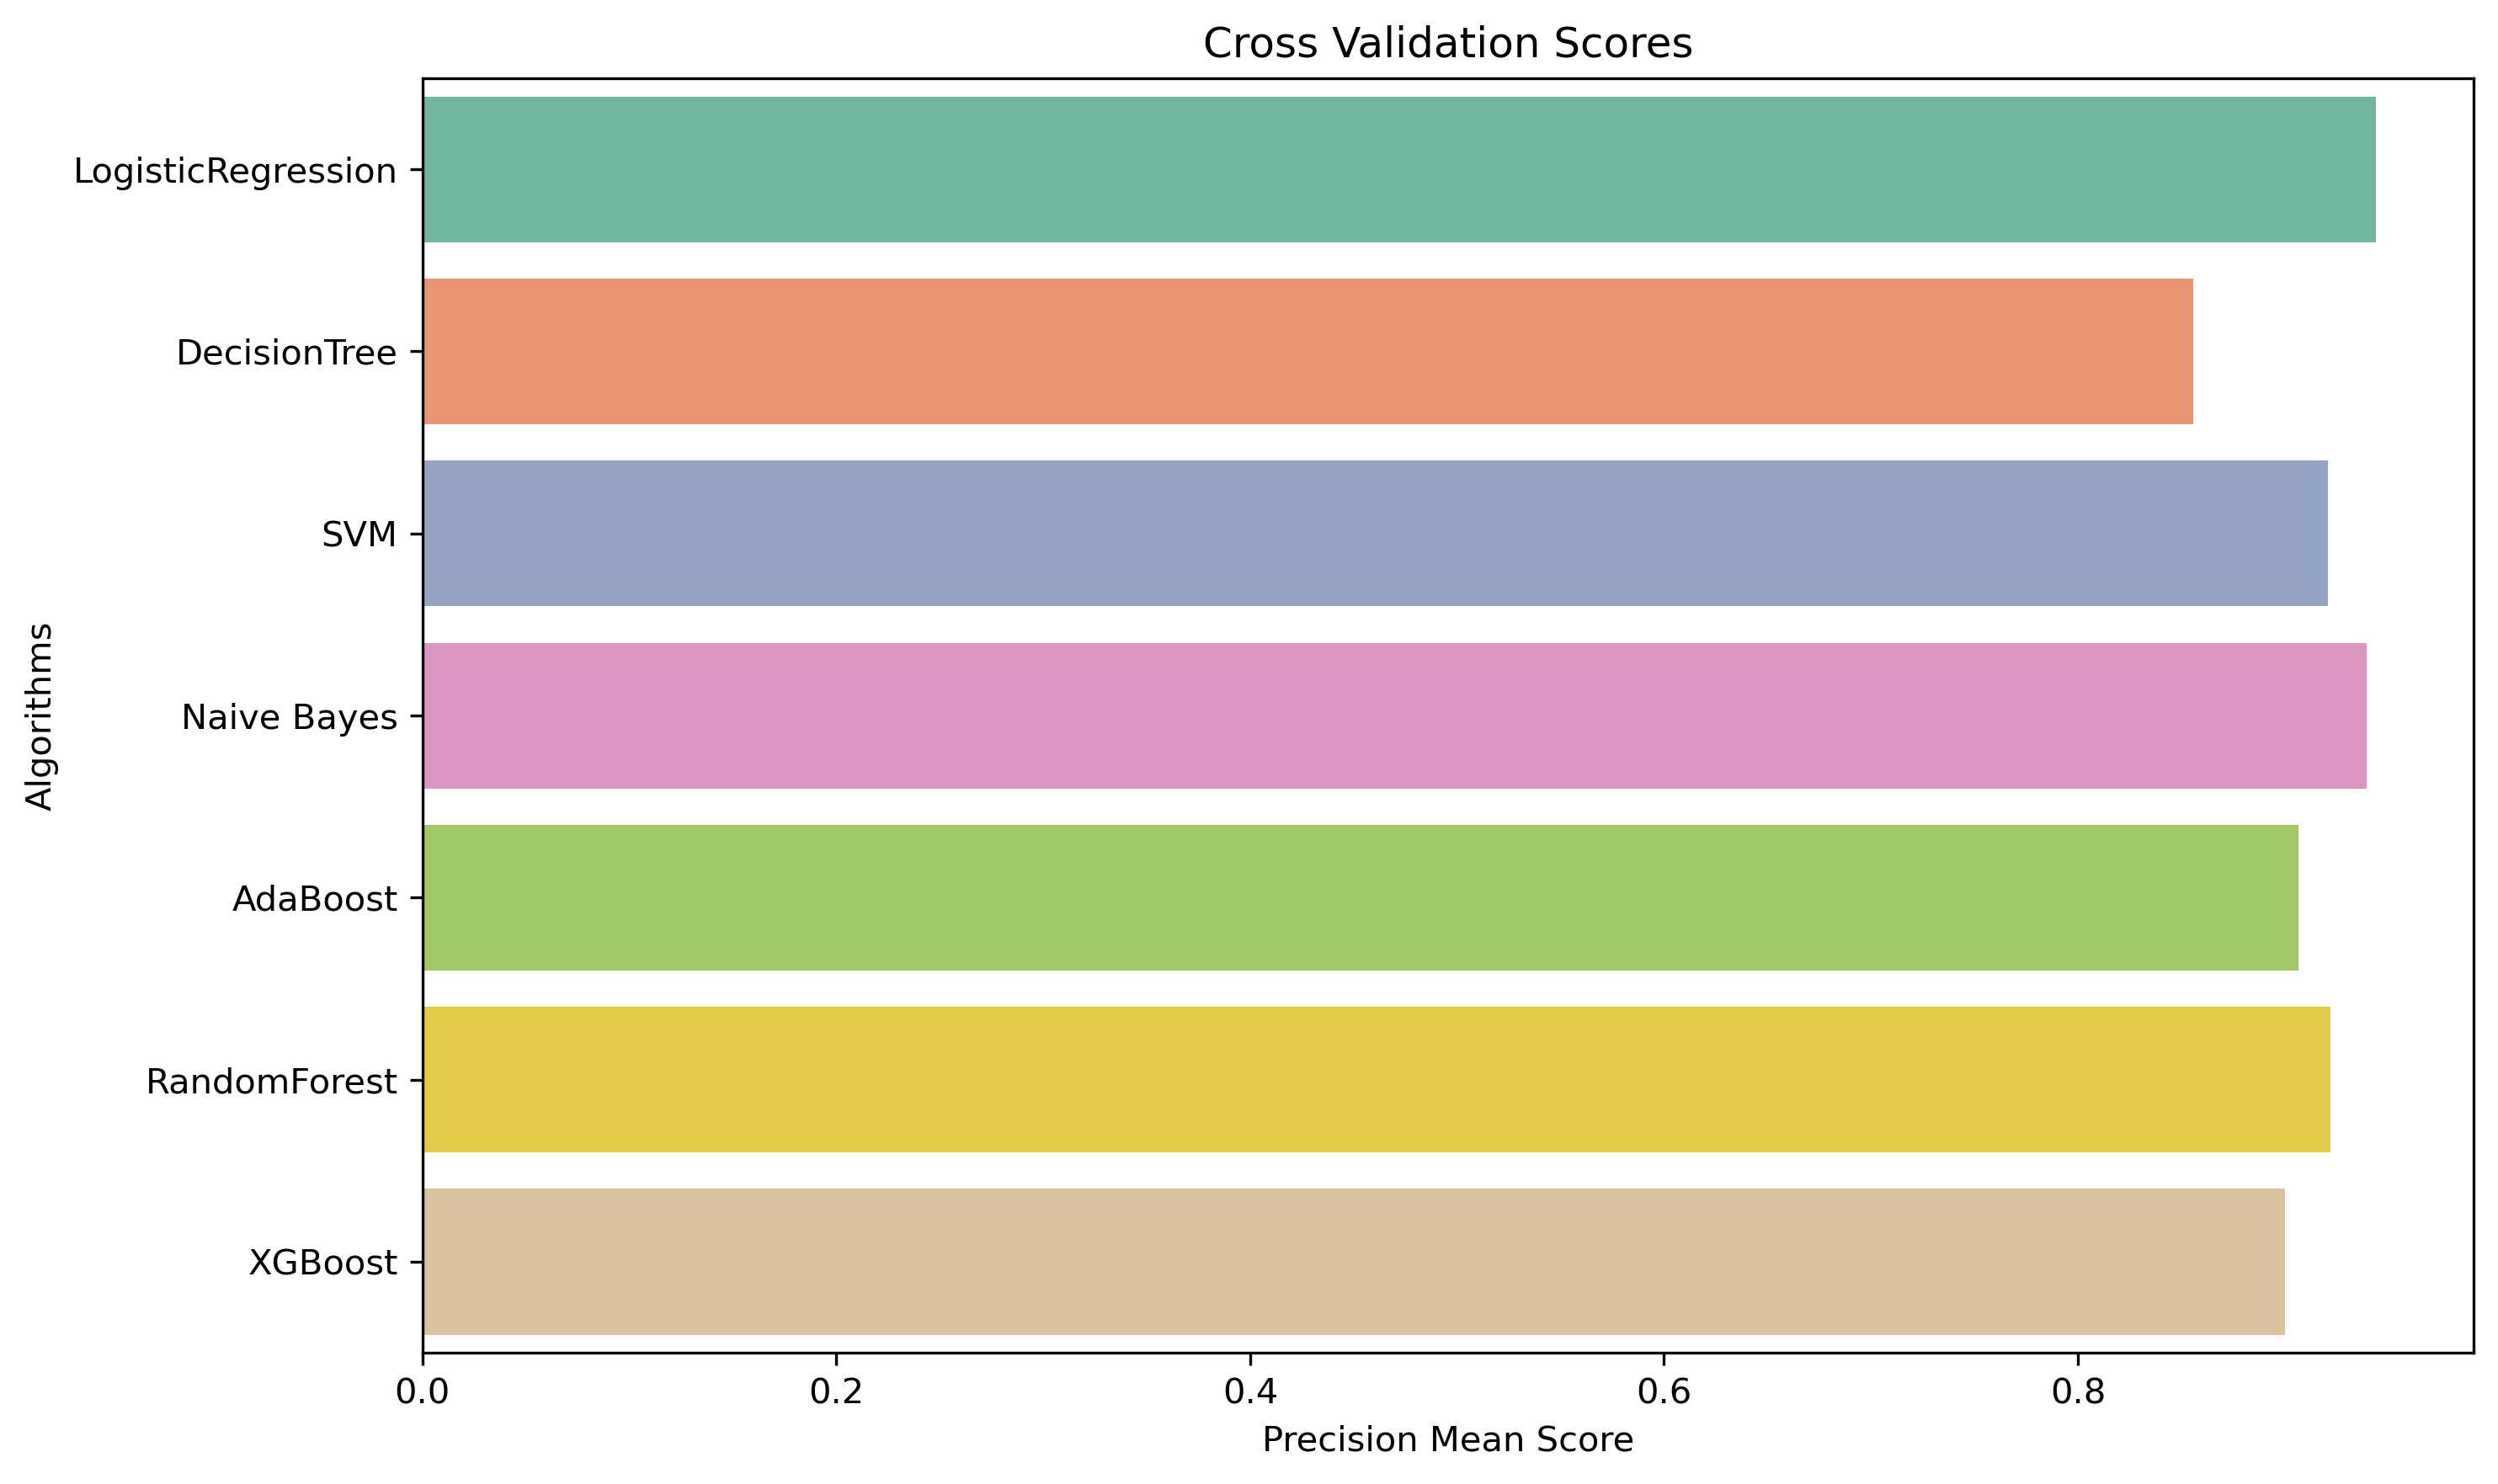 Cross Validation Scores
LogisticRegression
DecisionTree
SVM
Naive Bayes
AdaBoost
RandomForest
XGBoost
Algorithms
0.0 0.2 0.4 0.6 0.8
Precision Mean Score